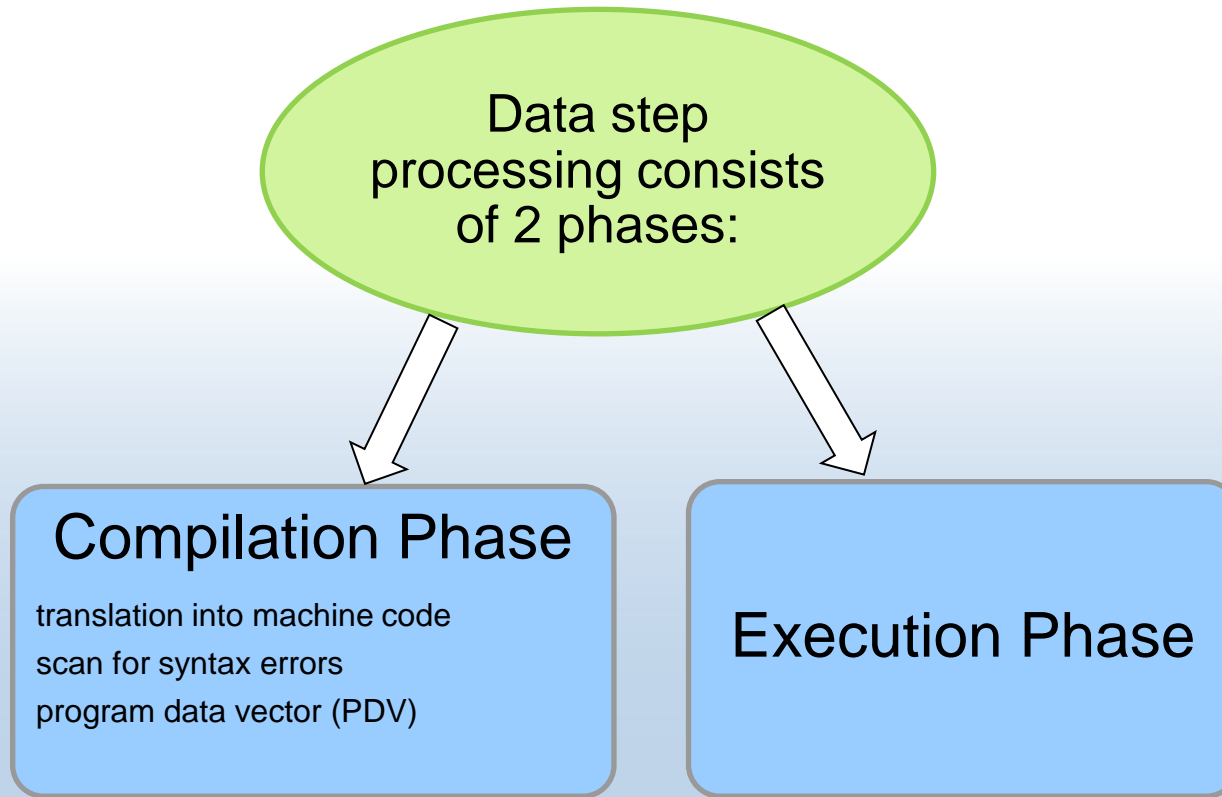 Data step
processing consists
of 2 phases:
Compilation Phase
translation into machine code
scan for syntax errors
program data vector (PDV)
Execution Phase